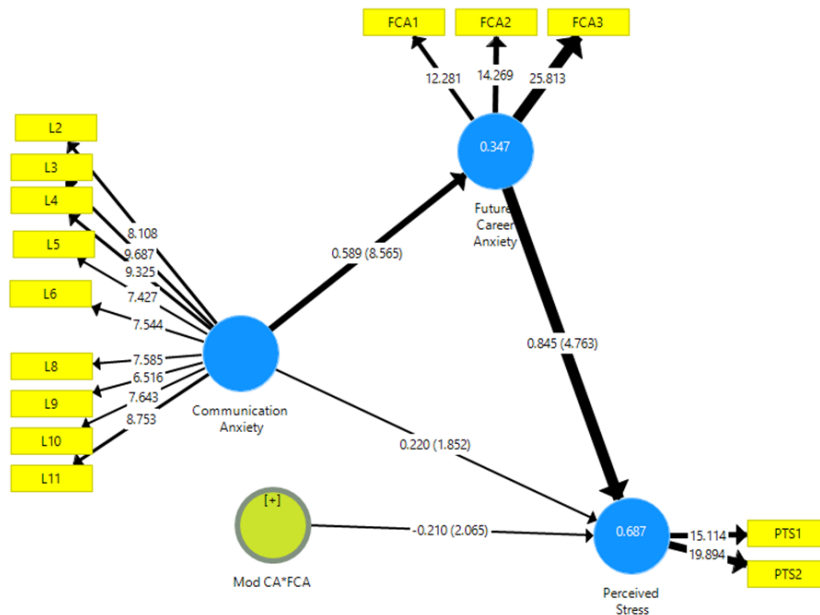 FCA1
FCA2
FCA3
12.281
14.269
25.813
0.347
Future
Career
Anxiety
L2
L3
L4
L5
L6
L8
L9
L10
L11
8.108
9.687
9.325
7.427
7.544
7.585
6.516
7.643
8.753
Communication
Anxiety
0.589 (8.565)
0.845 (4.763)
0.220 (1.852)
[+]
Mod CA*FCA
-0.210 (2.065)
0.687
Perceived
Stress
15.114
19.894
PTS1
PTS2